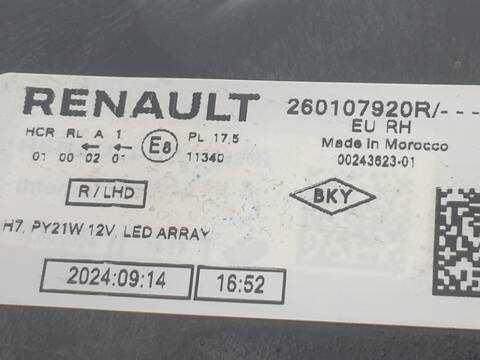 RENAULT 260107920R/---
EU RH
HCR RL A 1 E8 PL 17,5 Made in Morocco
01 00 02 01 11340 00243623-01
R/LHD BKY
H7, PY21W 12V, LED ARRAY
2024:09:14 16:52